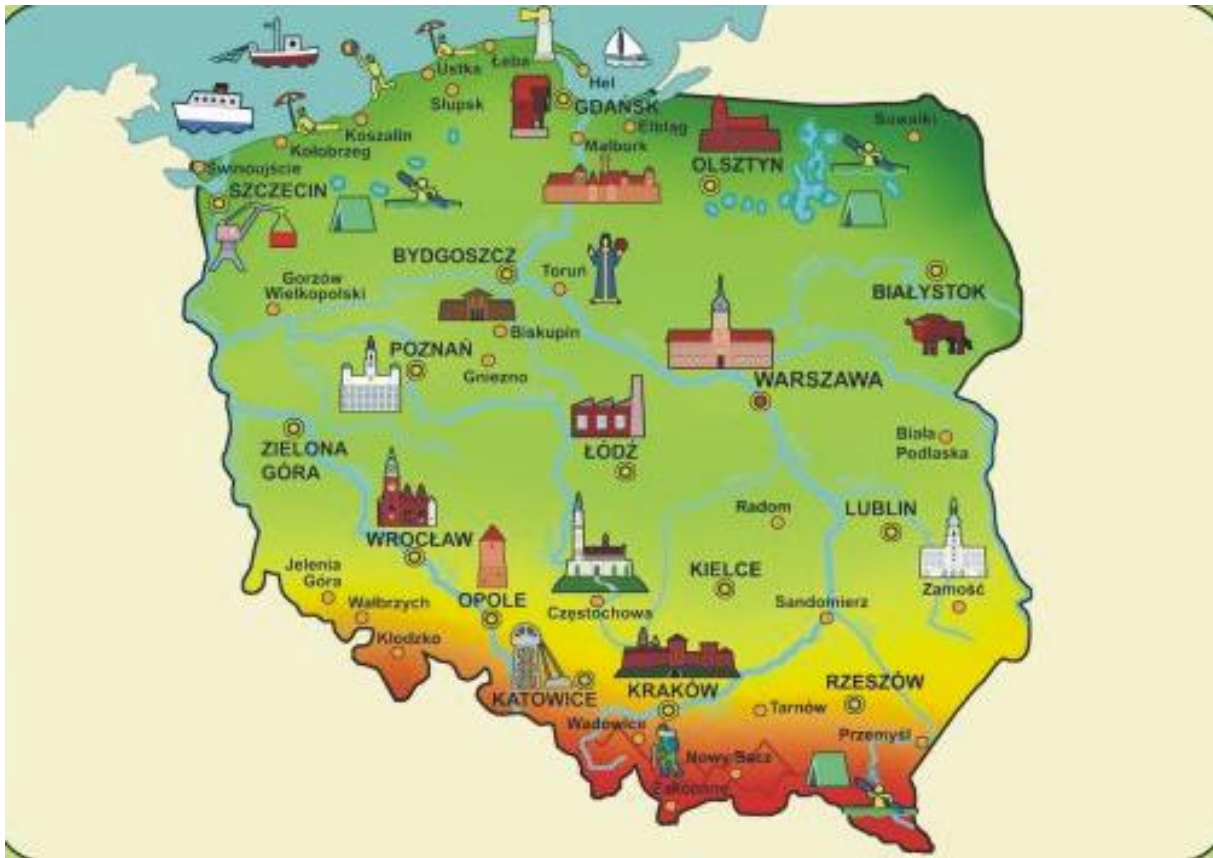 Łeba
Ustka
Hel
Słupsk
GDAŃSK
Elbląg
Suwałki
Koszalin
Kołobrzeg
Malbork
Świnoujście
OLSZTYN
SZCZECIN
BYDGOSZCZ
Toruń
Gorzów
Wielkopolski
BIAŁYSTOK
Biskupin
POZNAŃ
Gniezno
WARSZAWA
ZIELONA
GÓRA
ŁÓDŹ
Biała
Podlaska
Radom
LUBLIN
WROCŁAW
Jelenia
Góra
KIELCE
Zamość
Wałbrzych
OPOLE
Częstochowa
Sandomierz
Kłodzko
KATOWICE
KRAKÓW
RZESZÓW
Tarnów
Wadowice
Przemyśl
Nowy Sącz
Zakopane